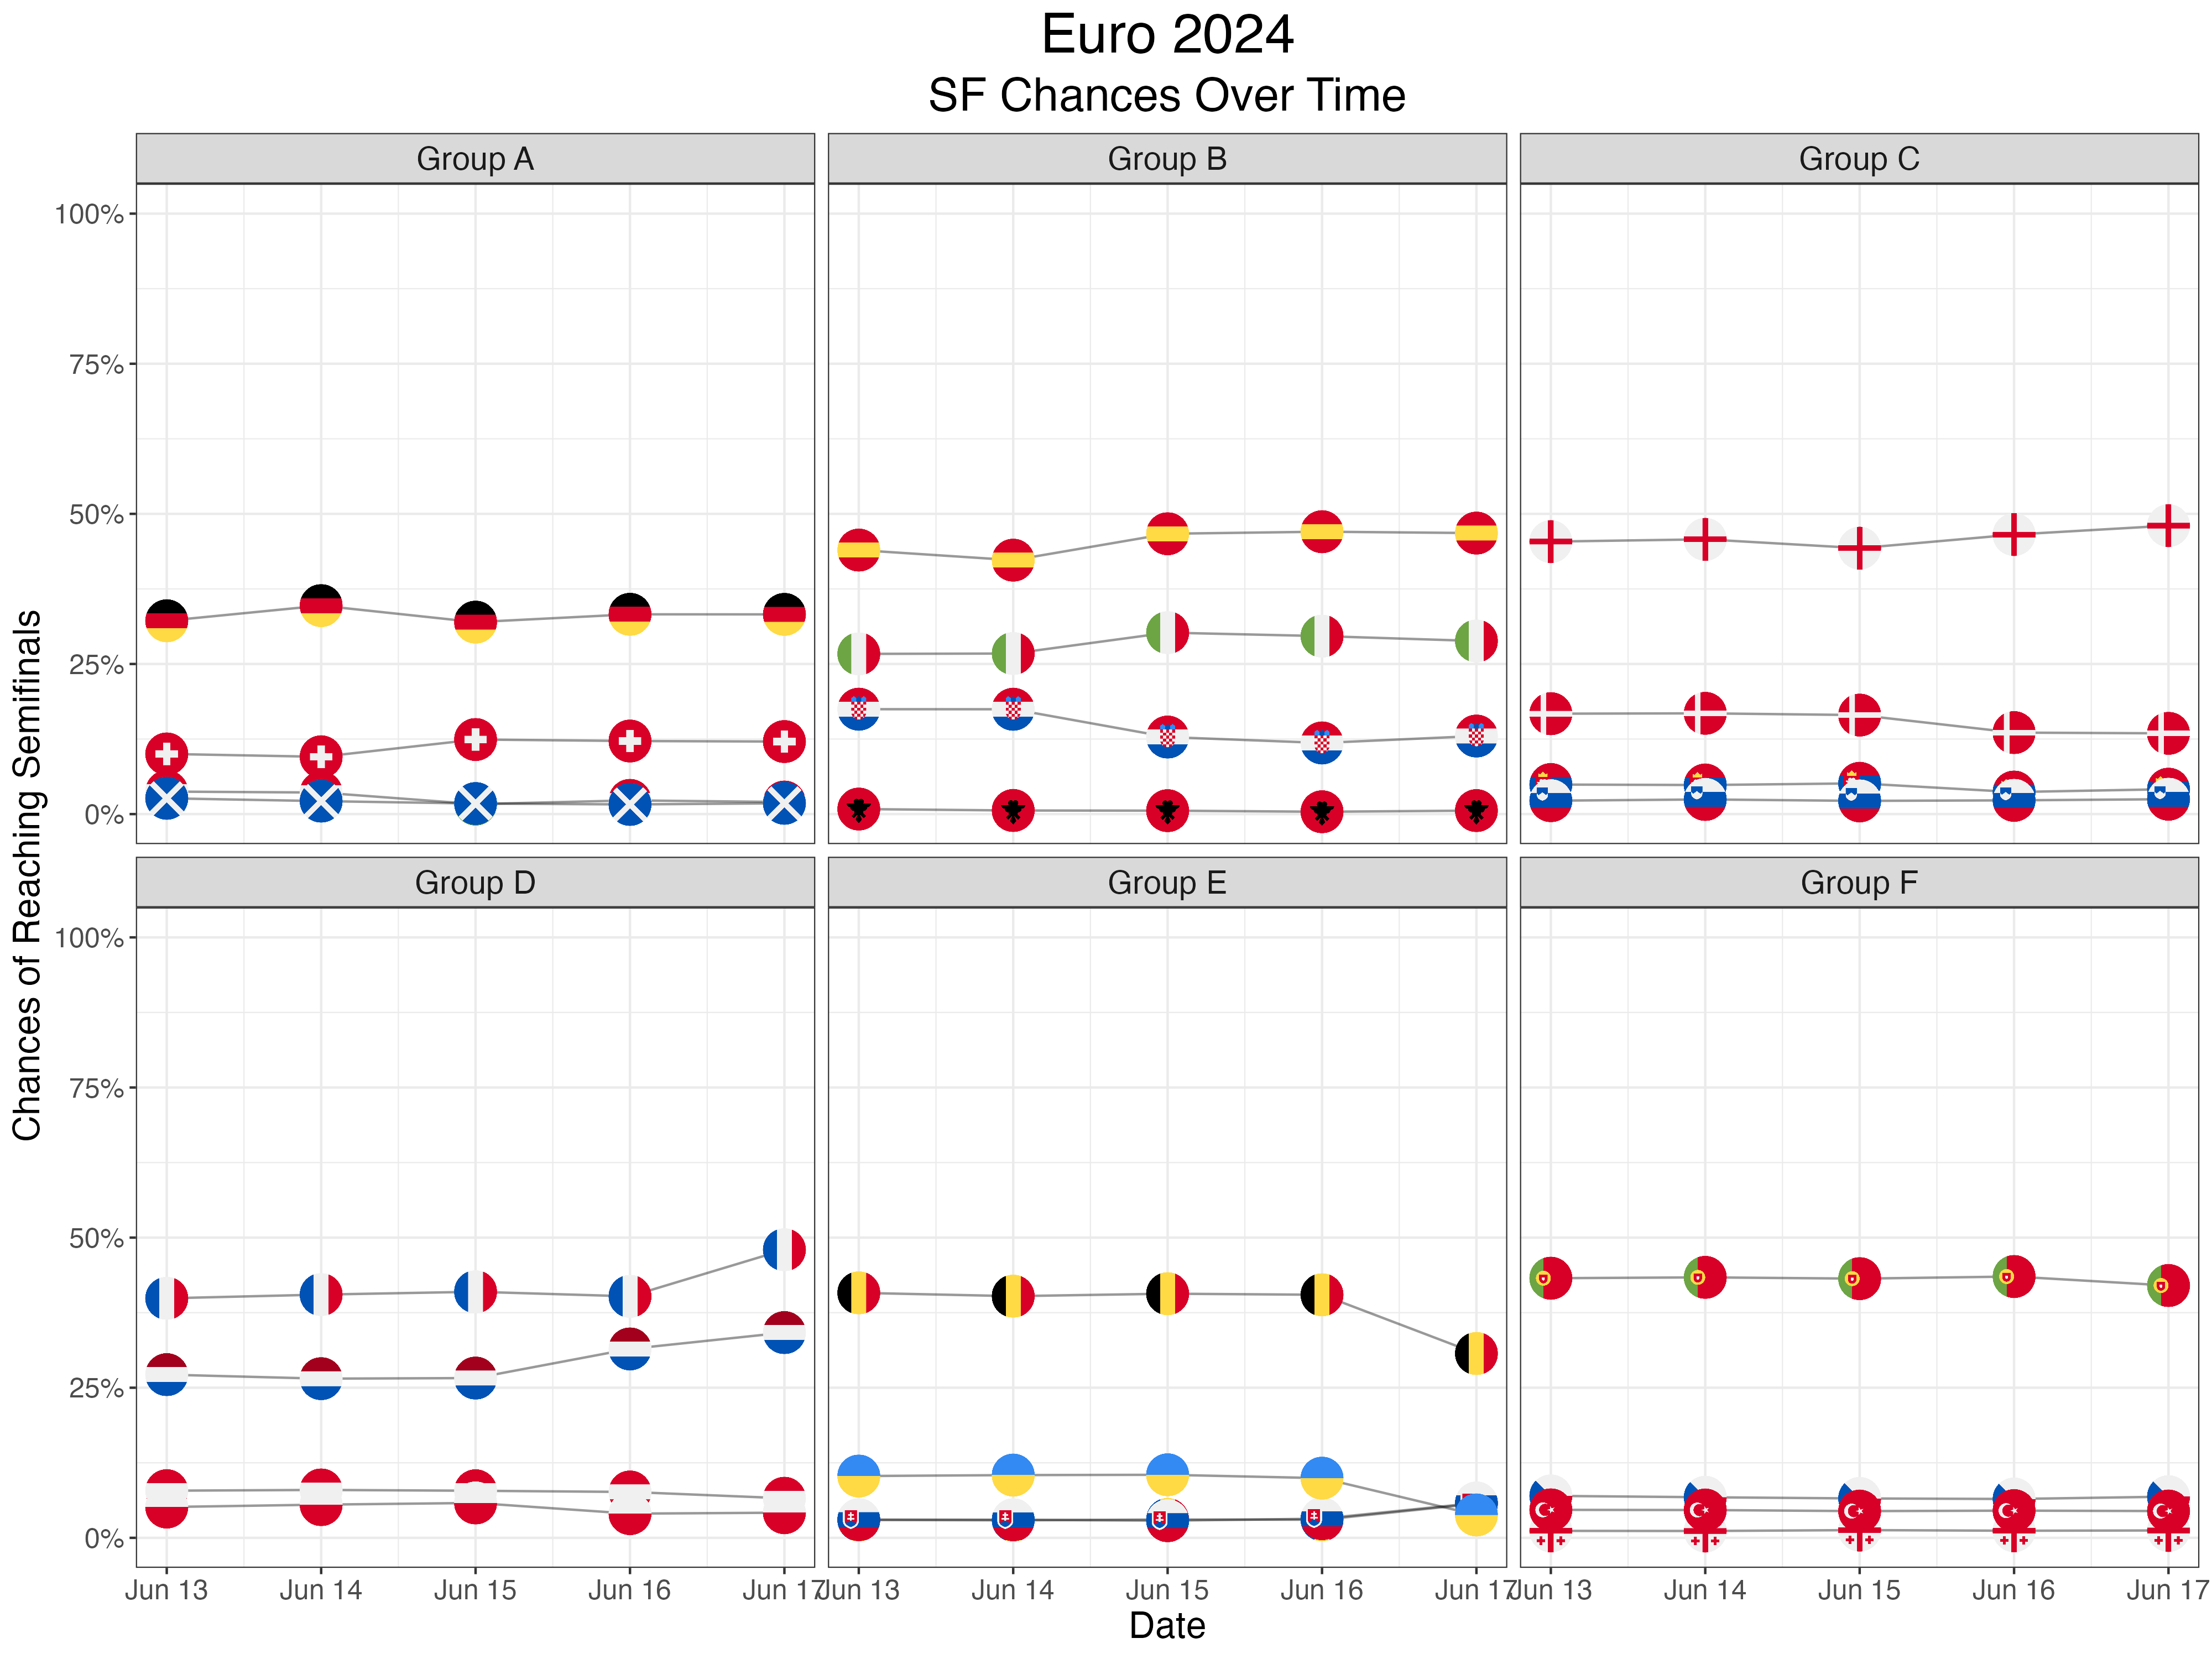 Euro 2024
SF Chances Over Time
Group A
Group B
Group C
100%
75%
50%
25%
0%
Chances of Reaching Semifinals
Group D
Group E
Group F
100%
75%
50%
25%
0%
Jun 13 Jun 14 Jun 15 Jun 16 Jun 17
Jun 13 Jun 14 Jun 15 Jun 16 Jun 17
Jun 13 Jun 14 Jun 15 Jun 16 Jun 17
Date